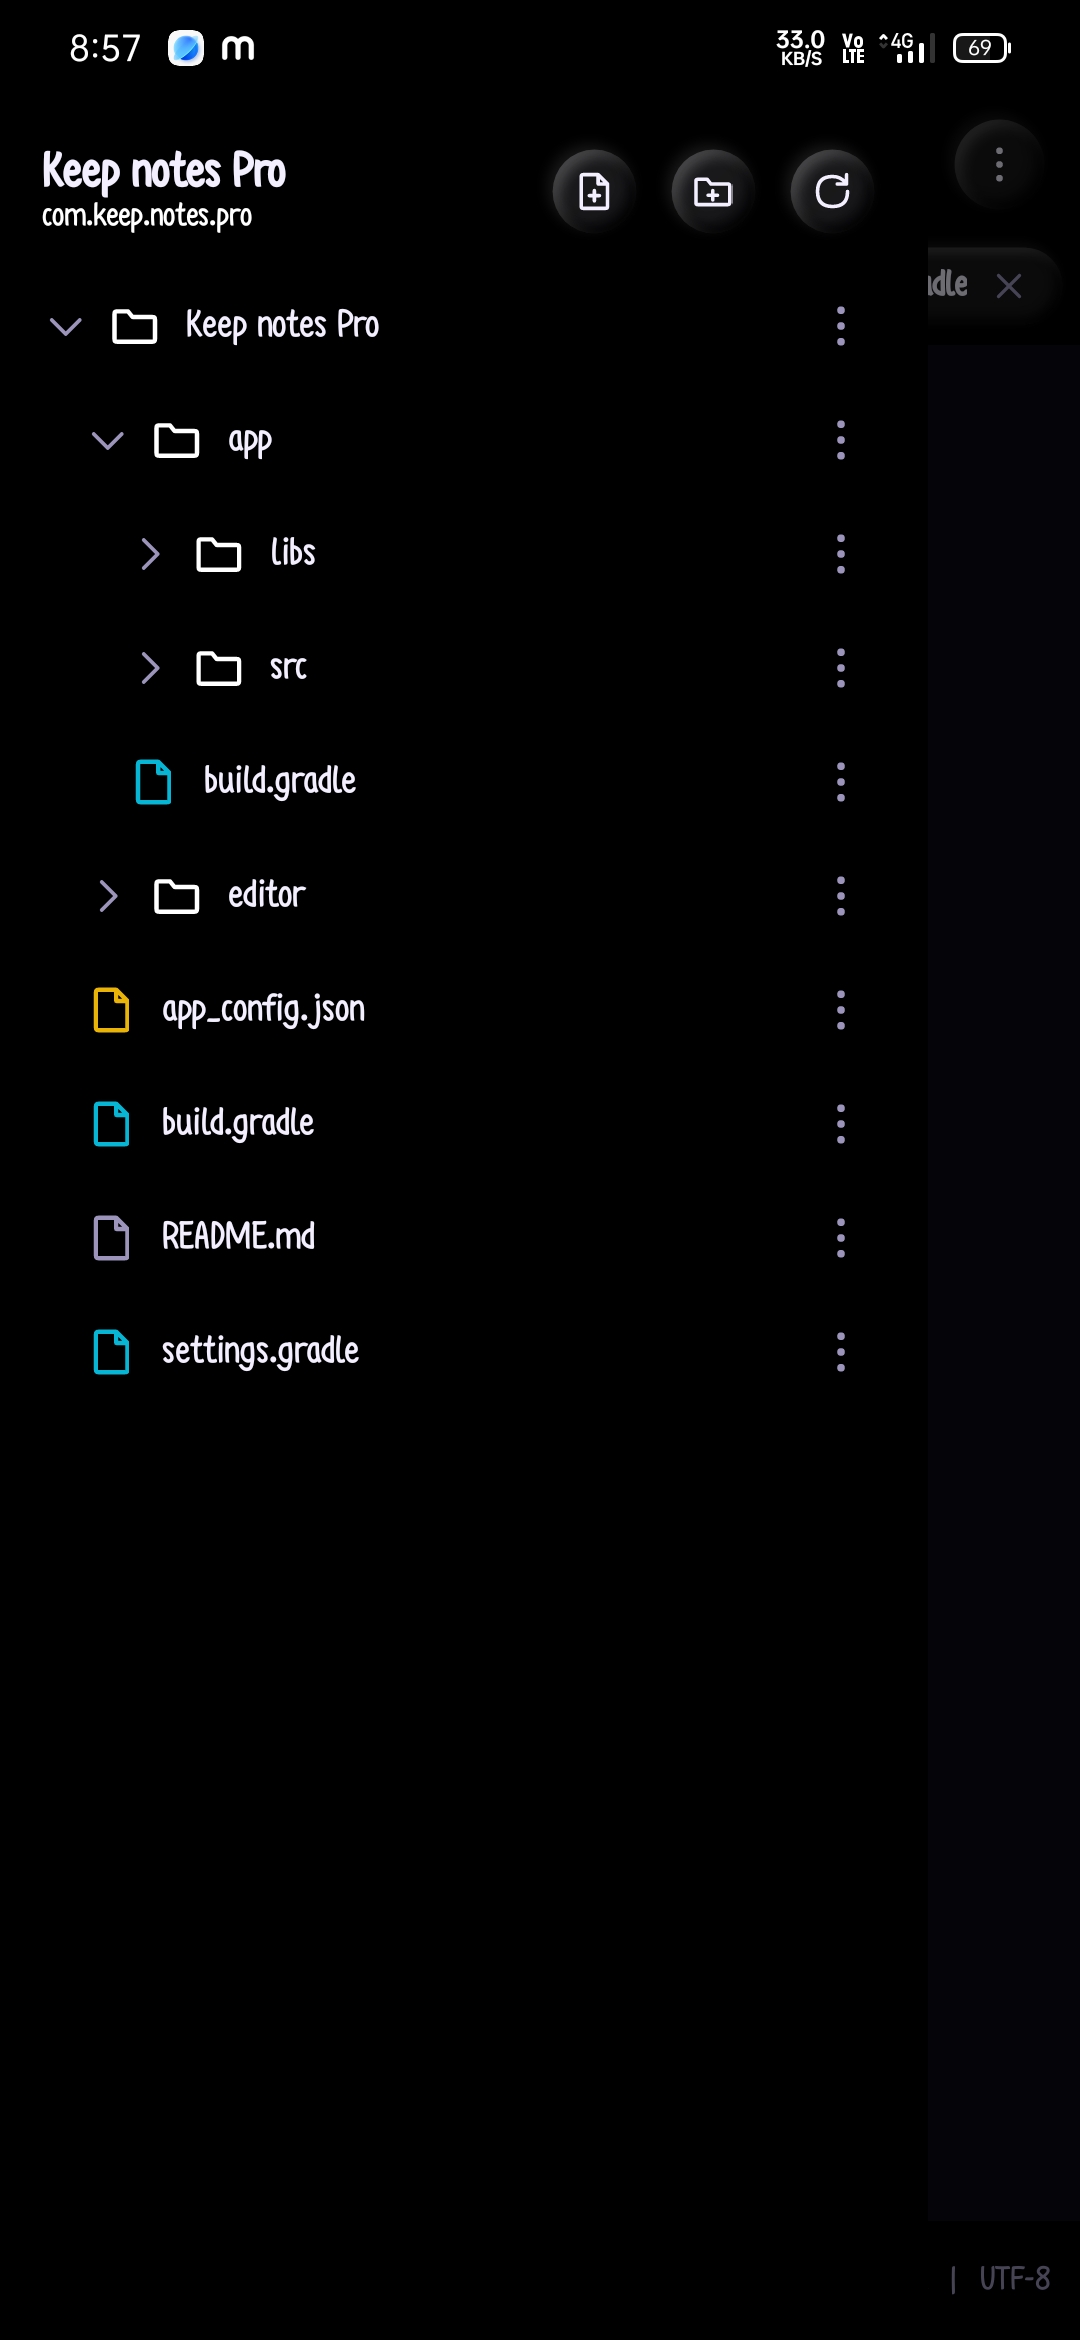 8:57
33.0 KB/S
Vo LTE
4G
69
Keep notes Pro
com.keep.notes.pro
Keep notes Pro
app
libs
src
build.gradle
editor
app_config.json
build.gradle
README.md
settings.gradle
| UTF-8